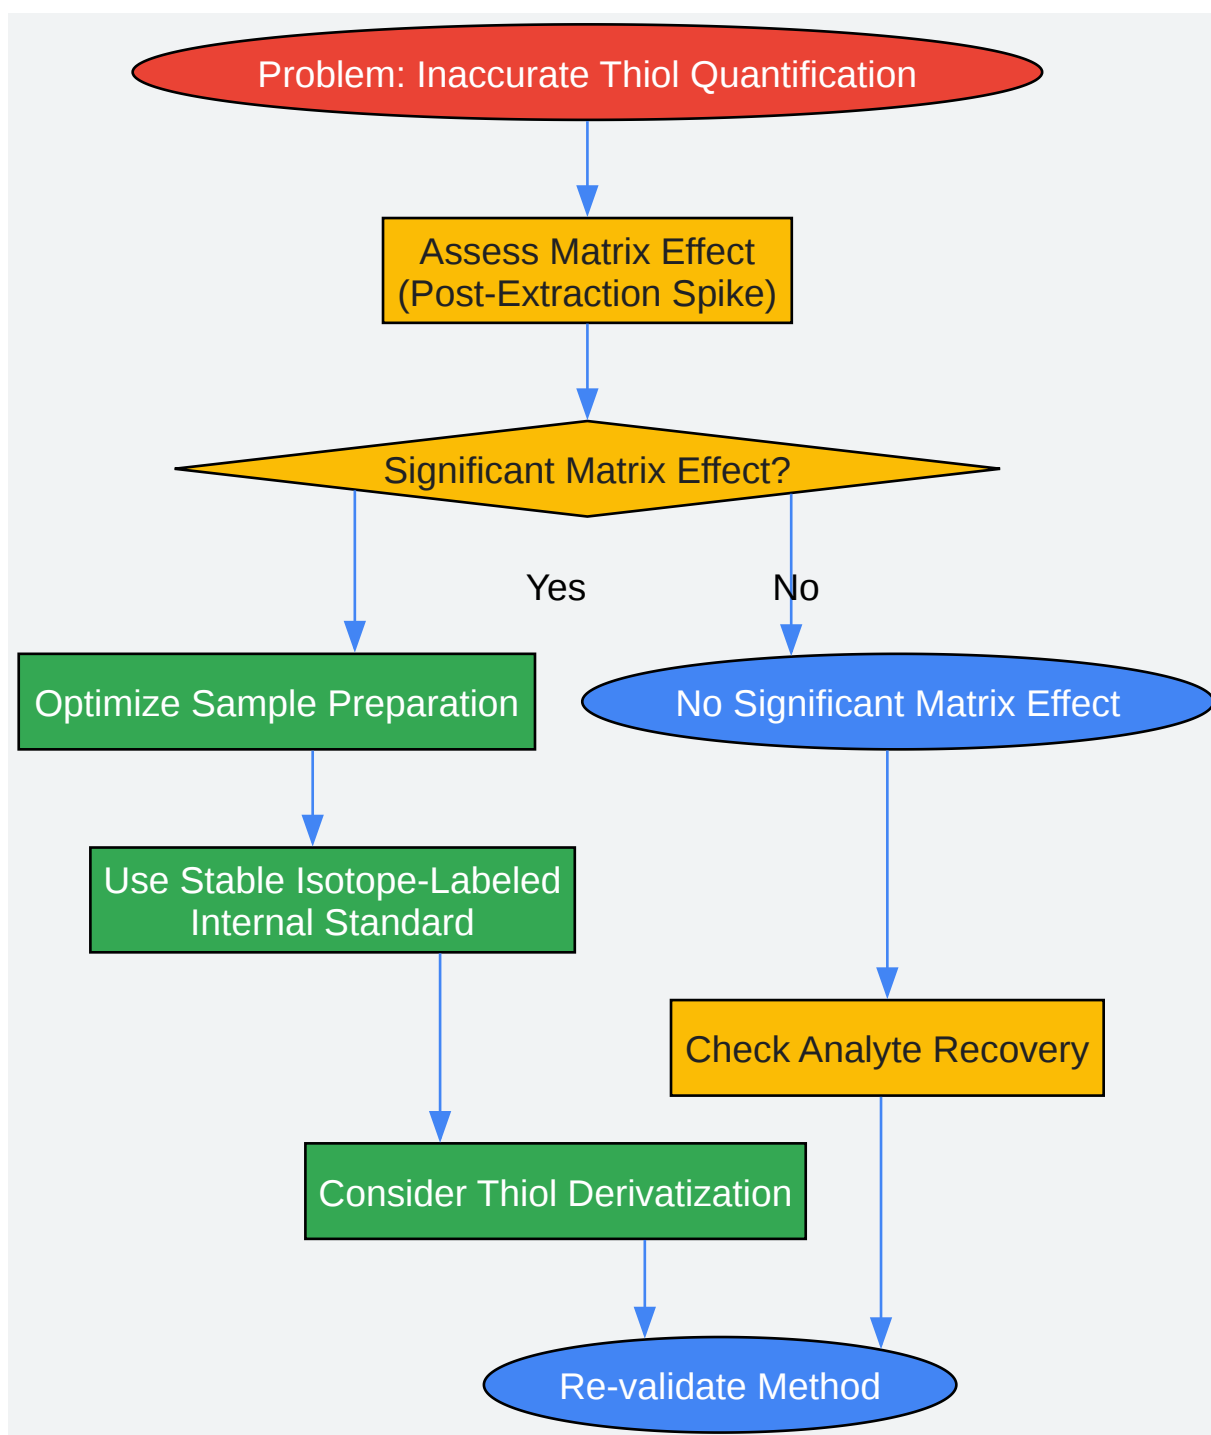 Problem: Inaccurate Thiol Quantification
Assess Matrix Effect
(Post-Extraction Spike)
Significant Matrix Effect?
Yes
No
Optimize Sample Preparation
No Significant Matrix Effect
Use Stable Isotope-Labeled
Internal Standard
Check Analyte Recovery
Consider Thiol Derivatization
Re-validate Method